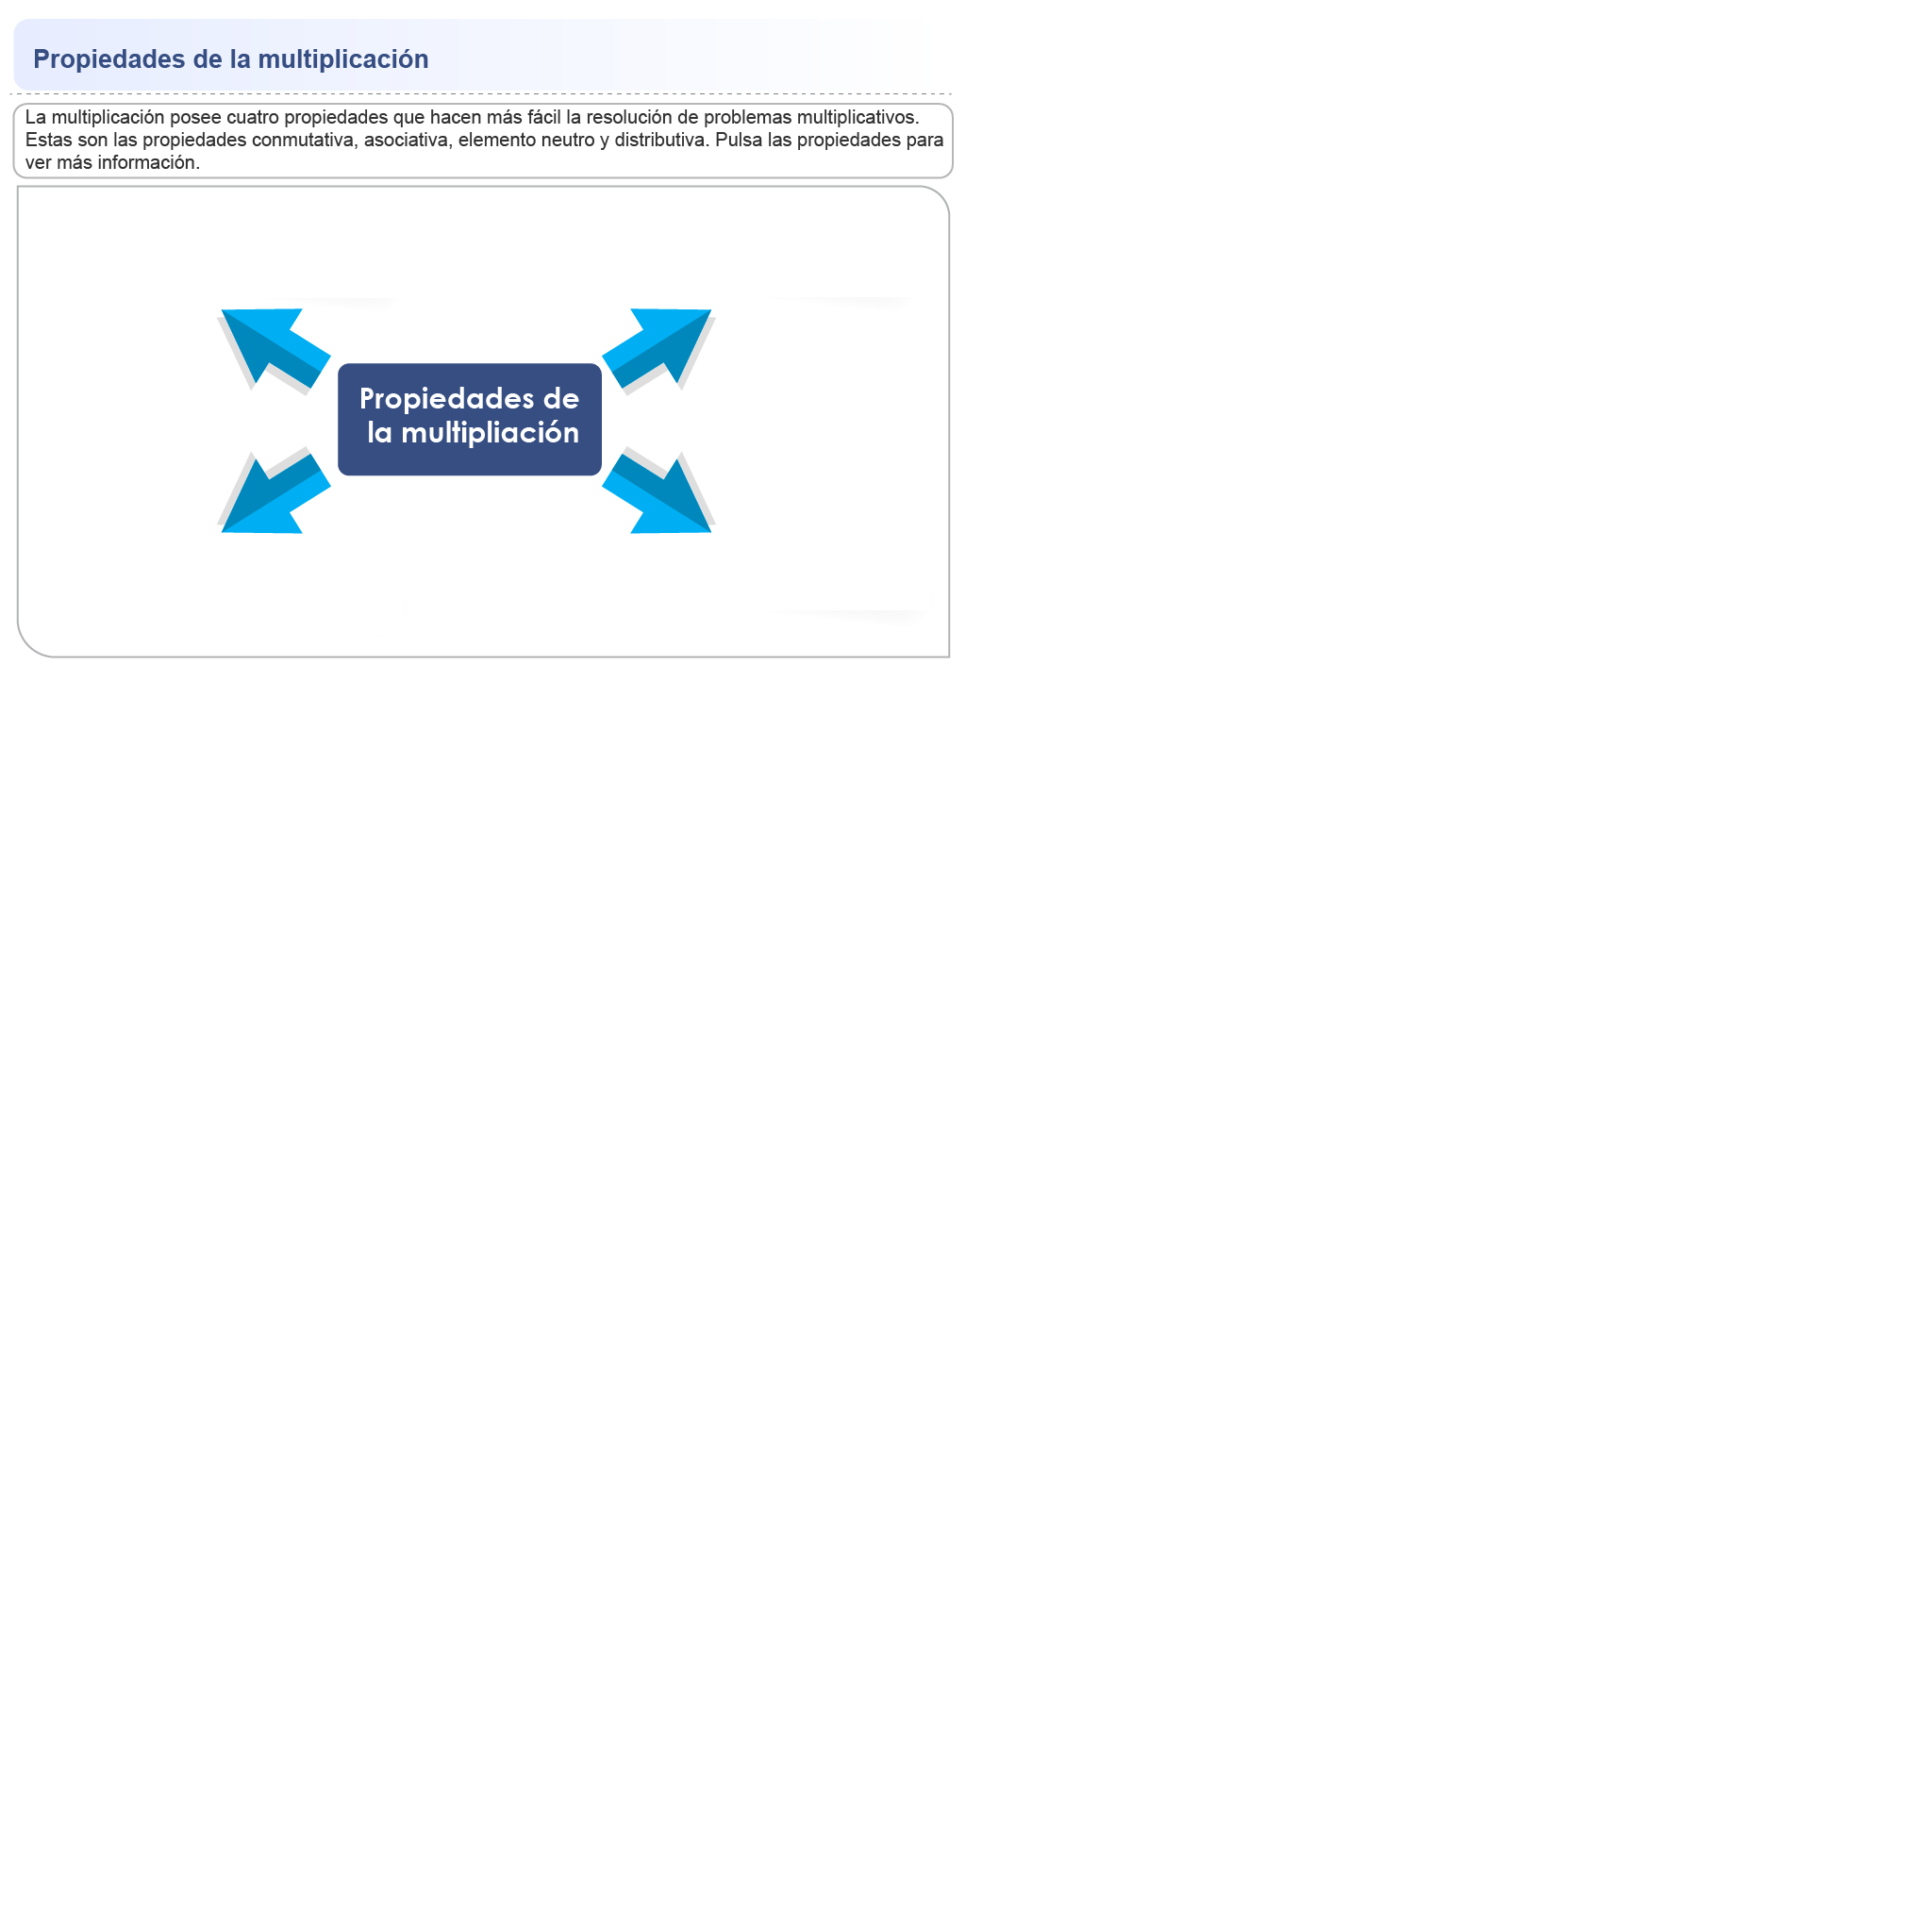 Propiedades de la multiplicación
La multiplicación posee cuatro propiedades que hacen más fácil la resolución de problemas multiplicativos.
Estas son las propiedades conmutativa, asociativa, elemento neutro y distributiva. Pulsa las propiedades para
ver más información.
Propiedades de
la multipliación